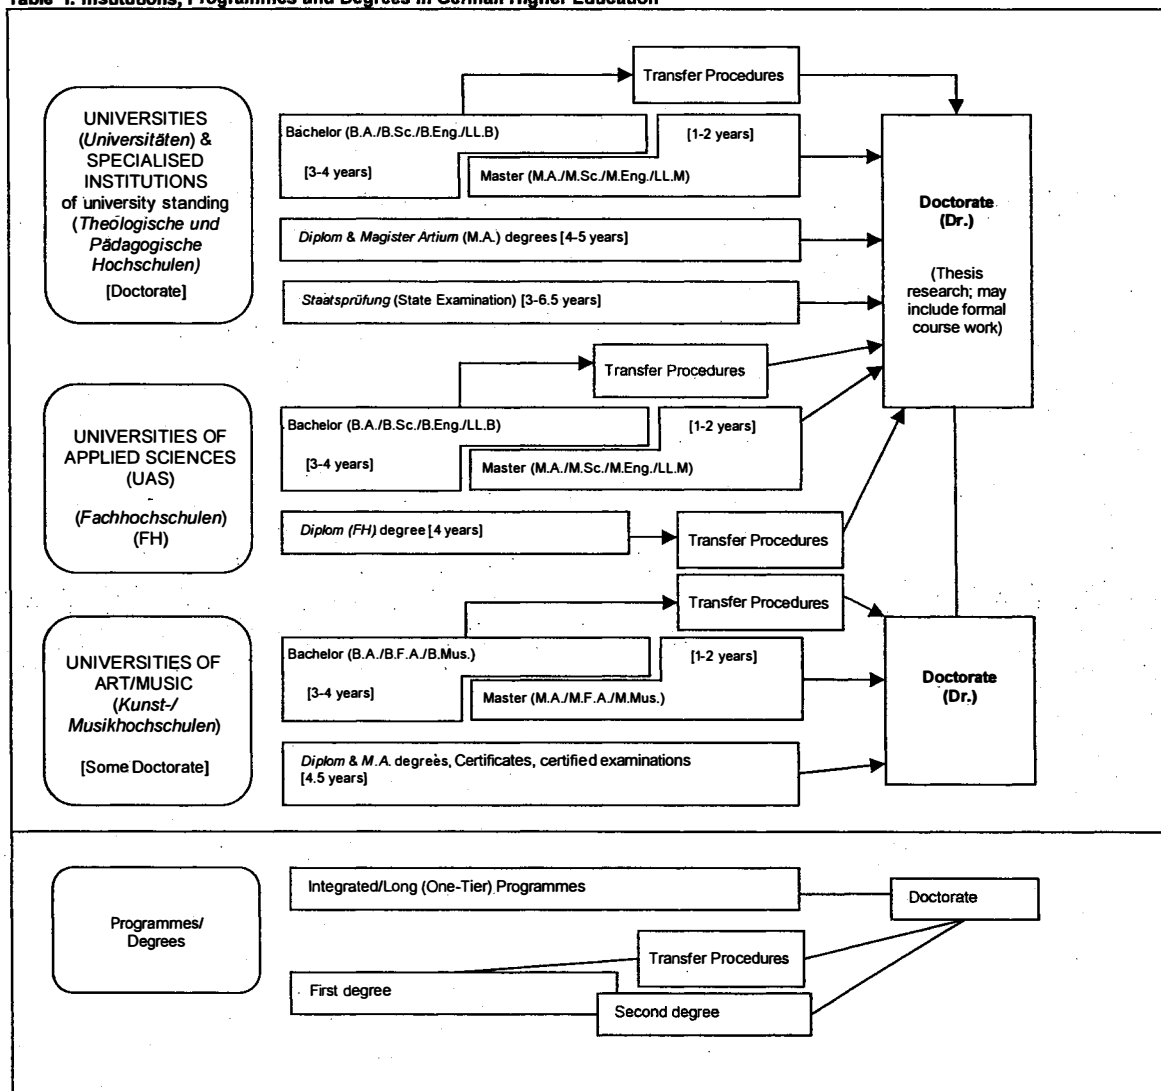 Table 1: Institutions, Programmes and Degrees in German Higher Education
Transfer Procedures
UNIVERSITIES
(Universitäten) &
SPECIALISED
INSTITUTIONS
of university standing
(Theologische und
Pädagogische
Hochschulen)
[Doctorate]
Bachelor (B.A./B.Sc./B.Eng./LL.B)
[3-4 years]
[1-2 years]
Master (M.A./M.Sc./M.Eng./LL.M)
Diplom & Magister Artium (M.A.) degrees [4-5 years]
Staatsprüfung (State Examination) [3-6.5 years]
Doctorate
(Dr.)
(Thesis
research; may
include formal
course work)
Transfer Procedures
UNIVERSITIES OF
APPLIED SCIENCES
(UAS)
-
(Fachhochschulen)
(FH)
Bachelor (B.A./B.Sc./B.Eng./LL.B)
[3-4 years]
[1-2 years]
Master (M.A./M.Sc./M.Eng./LL.M)
Diplom (FH) degree [4 years]
Transfer Procedures
Transfer Procedures
UNIVERSITIES OF
ART/MUSIC
(Kunst-/
Musikhochschulen)
[Some Doctorate]
Bachelor (B.A./B.F.A./B.Mus.)
[3-4 years]
[1-2 years]
Master (M.A./M.F.A./M.Mus.)
Diplom & M.A. degrees, Certificates, certified examinations
[4.5 years]
Doctorate
(Dr.)
Programmes/
Degrees
Integrated/Long (One-Tier) Programmes
Doctorate
Transfer Procedures
First degree
Second degree